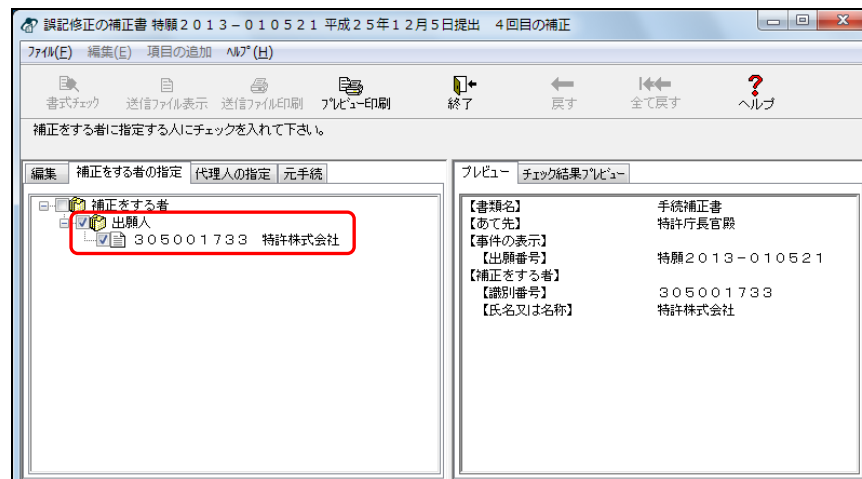 誤記修正の補正書 特願２０１３－０１０５２１ 平成２５年１２月５日提出 ４回目の補正
ﾌｧｲﾙ(F) 編集(E) 項目の追加 ﾍﾙﾌﾟ(H)
書式チェック 送信ﾌｧｲﾙ表示 送信ﾌｧｲﾙ印刷 ﾌﾟﾚﾋﾞｭｰ印刷 終了 戻す 全て戻す ヘルプ
補正をする者に指定する人にチェックを入れて下さい。
編集 補正をする者の指定 代理人の指定 元手続
補正をする者
出願人
３０５００１７３３ 特許株式会社
プレビュー チェック結果ﾌﾟﾚﾋﾞｭｰ
【書類名】 手続補正書
【あて先】 特許庁長官殿
【事件の表示】
【出願番号】 特願２０１３－０１０５２１
【補正をする者】
【識別番号】 ３０５００１７３３
【氏名又は名称】 特許株式会社